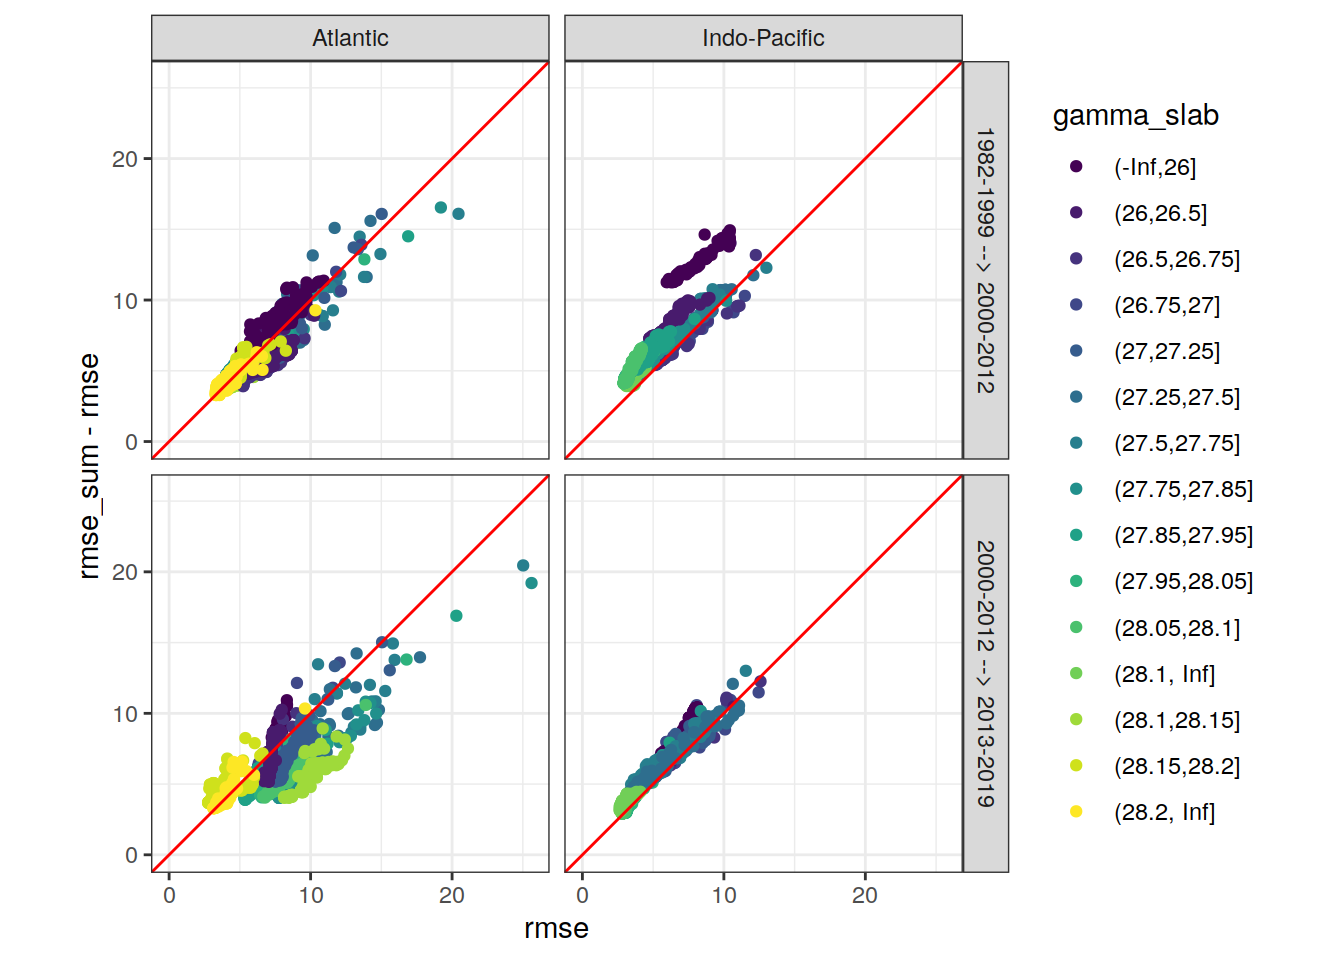 Atlantic
Indo-Pacific
1982-1999 --> 2000-2012
2000-2012 --> 2013-2019
rmse_sum - rmse
20
10
0
20
10
0
0
10
20
0
10
20
rmse
gamma_slab
(-Inf,26]
(26,26.5]
(26.5,26.75]
(26.75,27]
(27,27.25]
(27.25,27.5]
(27.5,27.75]
(27.75,27.85]
(27.85,27.95]
(27.95,28.05]
(28.05,28.1]
(28.1, Inf]
(28.1,28.15]
(28.15,28.2]
(28.2, Inf]